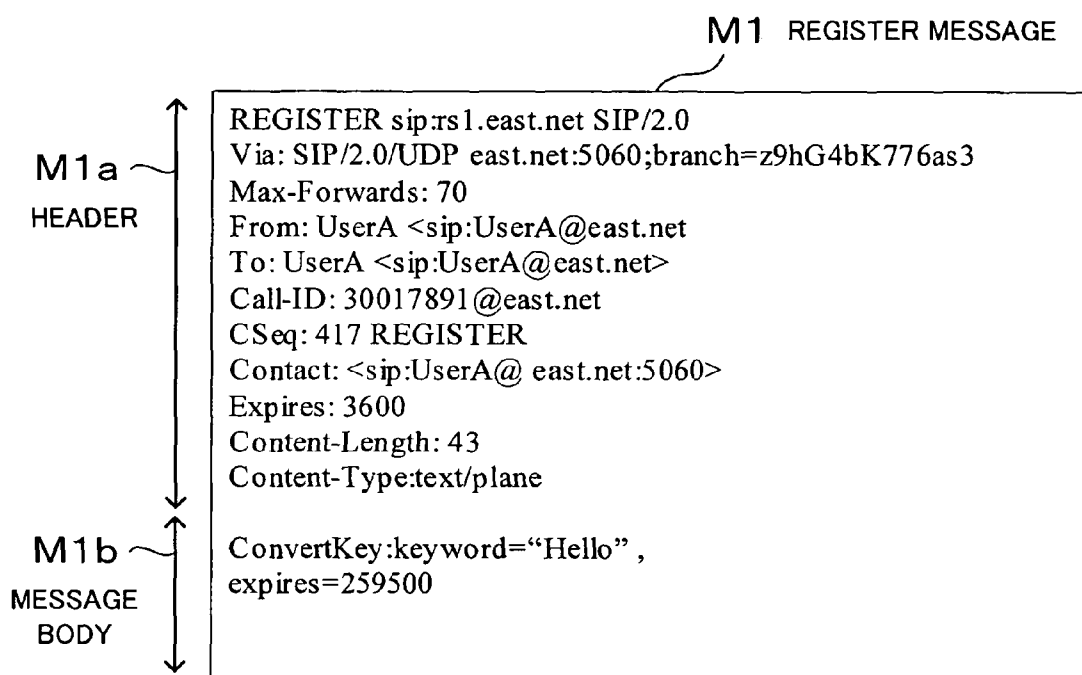 M1 REGISTER MESSAGE
M1a
HEADER
REGISTER sip:rs1.east.net SIP/2.0
Via: SIP/2.0/UDP east.net:5060;branch=z9hG4bK776as3
Max-Forwards: 70
From: UserA <sip:UserA@east.net
To: UserA <sip:UserA@east.net>
Call-ID: 30017891@east.net
CSeq: 417 REGISTER
Contact: <sip:UserA@ east.net:5060>
Expires: 3600
Content-Length: 43
Content-Type:text/plane
M1b
MESSAGE
BODY
ConvertKey:keyword=“Hello” ,
expires=259500